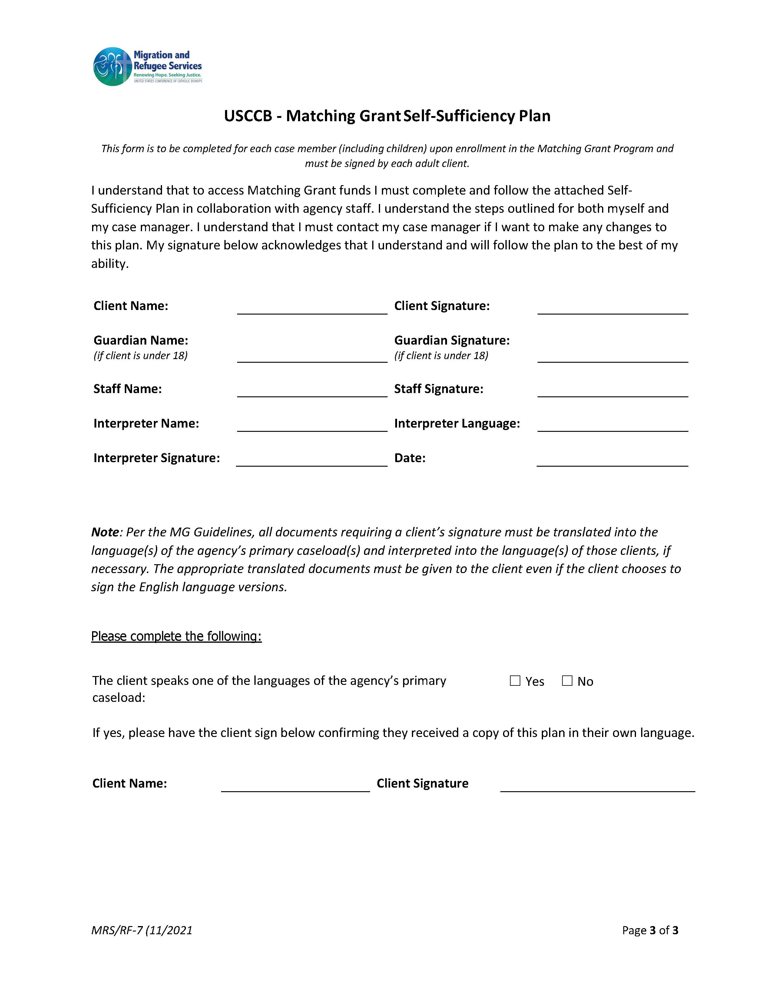 Migration and
Refugee Services
Renewing Hope. Seeking Justice.
UNITED STATES CONFERENCE OF CATHOLIC BISHOPS
USCCB - Matching Grant Self-Sufficiency Plan
This form is to be completed for each case member (including children) upon enrollment in the Matching Grant Program and
must be signed by each adult client.
I understand that to access Matching Grant funds I must complete and follow the attached Self-
Sufficiency Plan in collaboration with agency staff. I understand the steps outlined for both myself and
my case manager. I understand that I must contact my case manager if I want to make any changes to
this plan. My signature below acknowledges that I understand and will follow the plan to the best of my
ability.
Client Name: Client Signature:
Guardian Name: Guardian Signature:
(if client is under 18) (if client is under 18)
Staff Name: Staff Signature:
Interpreter Name: Interpreter Language:
Interpreter Signature: Date:
Note: Per the MG Guidelines, all documents requiring a client’s signature must be translated into the
language(s) of the agency’s primary caseload(s) and interpreted into the language(s) of those clients, if
necessary. The appropriate translated documents must be given to the client even if the client chooses to
sign the English language versions.
Please complete the following:
The client speaks one of the languages of the agency’s primary ☐ Yes ☐ No
caseload:
If yes, please have the client sign below confirming they received a copy of this plan in their own language.
Client Name: Client Signature
MRS/RF-7 (11/2021 Page 3 of 3